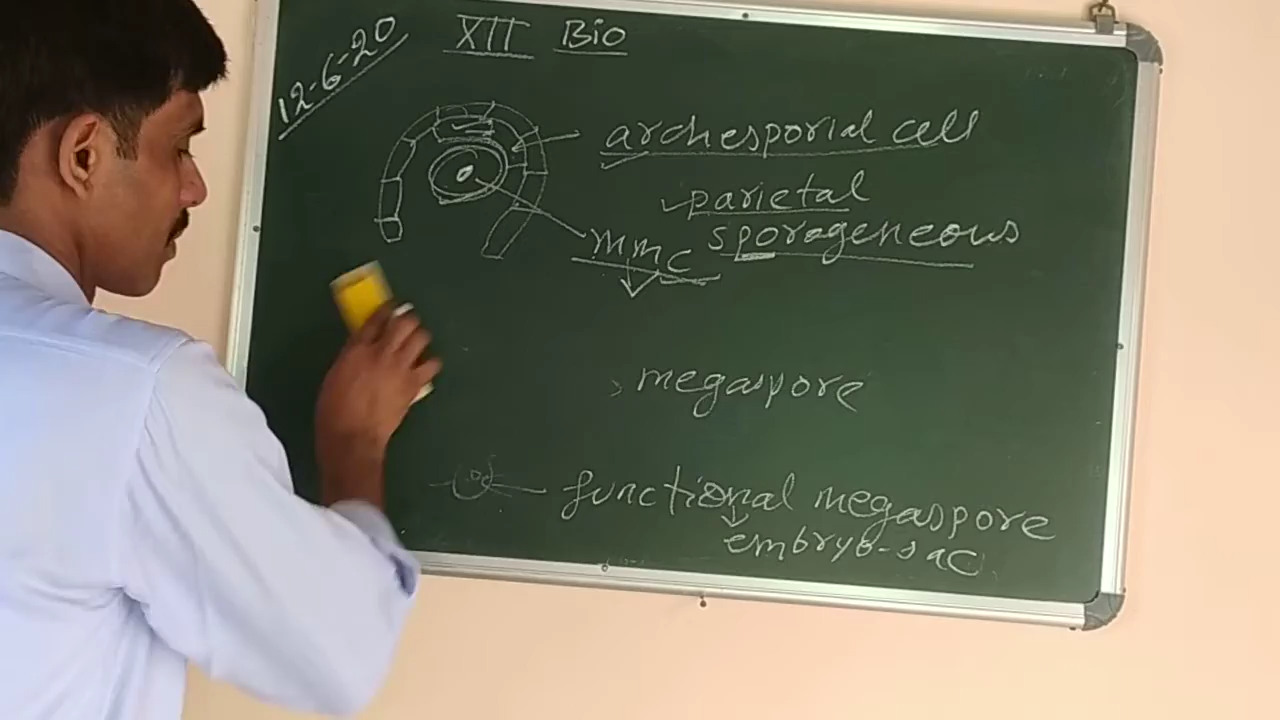 12-6-20
XII Bio
archesporial cell
parietal
sporogeneous
mmc
megaspore
functional megaspore
embryo-sac